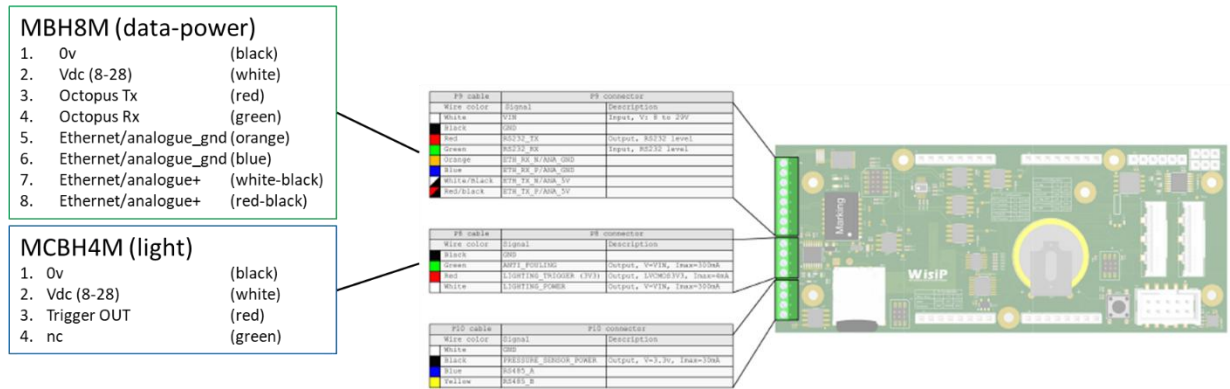 MBH8M (data-power)
1. 0v (black)
2. Vdc (8-28) (white)
3. Octopus Tx (red)
4. Octopus Rx (green)
5. Ethernet/analogue_gnd (orange)
6. Ethernet/analogue_gnd (blue)
7. Ethernet/analogue+ (white-black)
8. Ethernet/analogue+ (red-black)
MCBH4M (light)
1. 0v (black)
2. Vdc (8-28) (white)
3. Trigger OUT (red)
4. nc (green)
P9 cable P9 connector
Wire color Signal Description
White VIN Input, V: 8 to 29V
Black GND
Red RS232_TX Output, RS232 level
Green RS232_RX Input, RS232 level
Orange ETH_RX_N/ANA_GND
Blue ETH_RX_P/ANA_GND
White/Black ETH_TX_N/ANA_5V
Red/black ETH_TX_P/ANA_5V
P8 cable P8 connector
Wire color Signal Description
Black GND
Green ANTI_FOULING Output, V=VIN, Imax=300mA
Red LIGHTING_TRIGGER (3V3) Output, LVCMOS3V3, Imax=4mA
White LIGHTING_POWER Output, V=VIN, Imax=300mA
P10 cable P10 connector
Wire color Signal Description
White GND
Black PRESSURE_SENSOR_POWER Output, V=3.3v, Imax=30mA
Blue RS485_A
Yellow RS485_B
Marking
WisiP